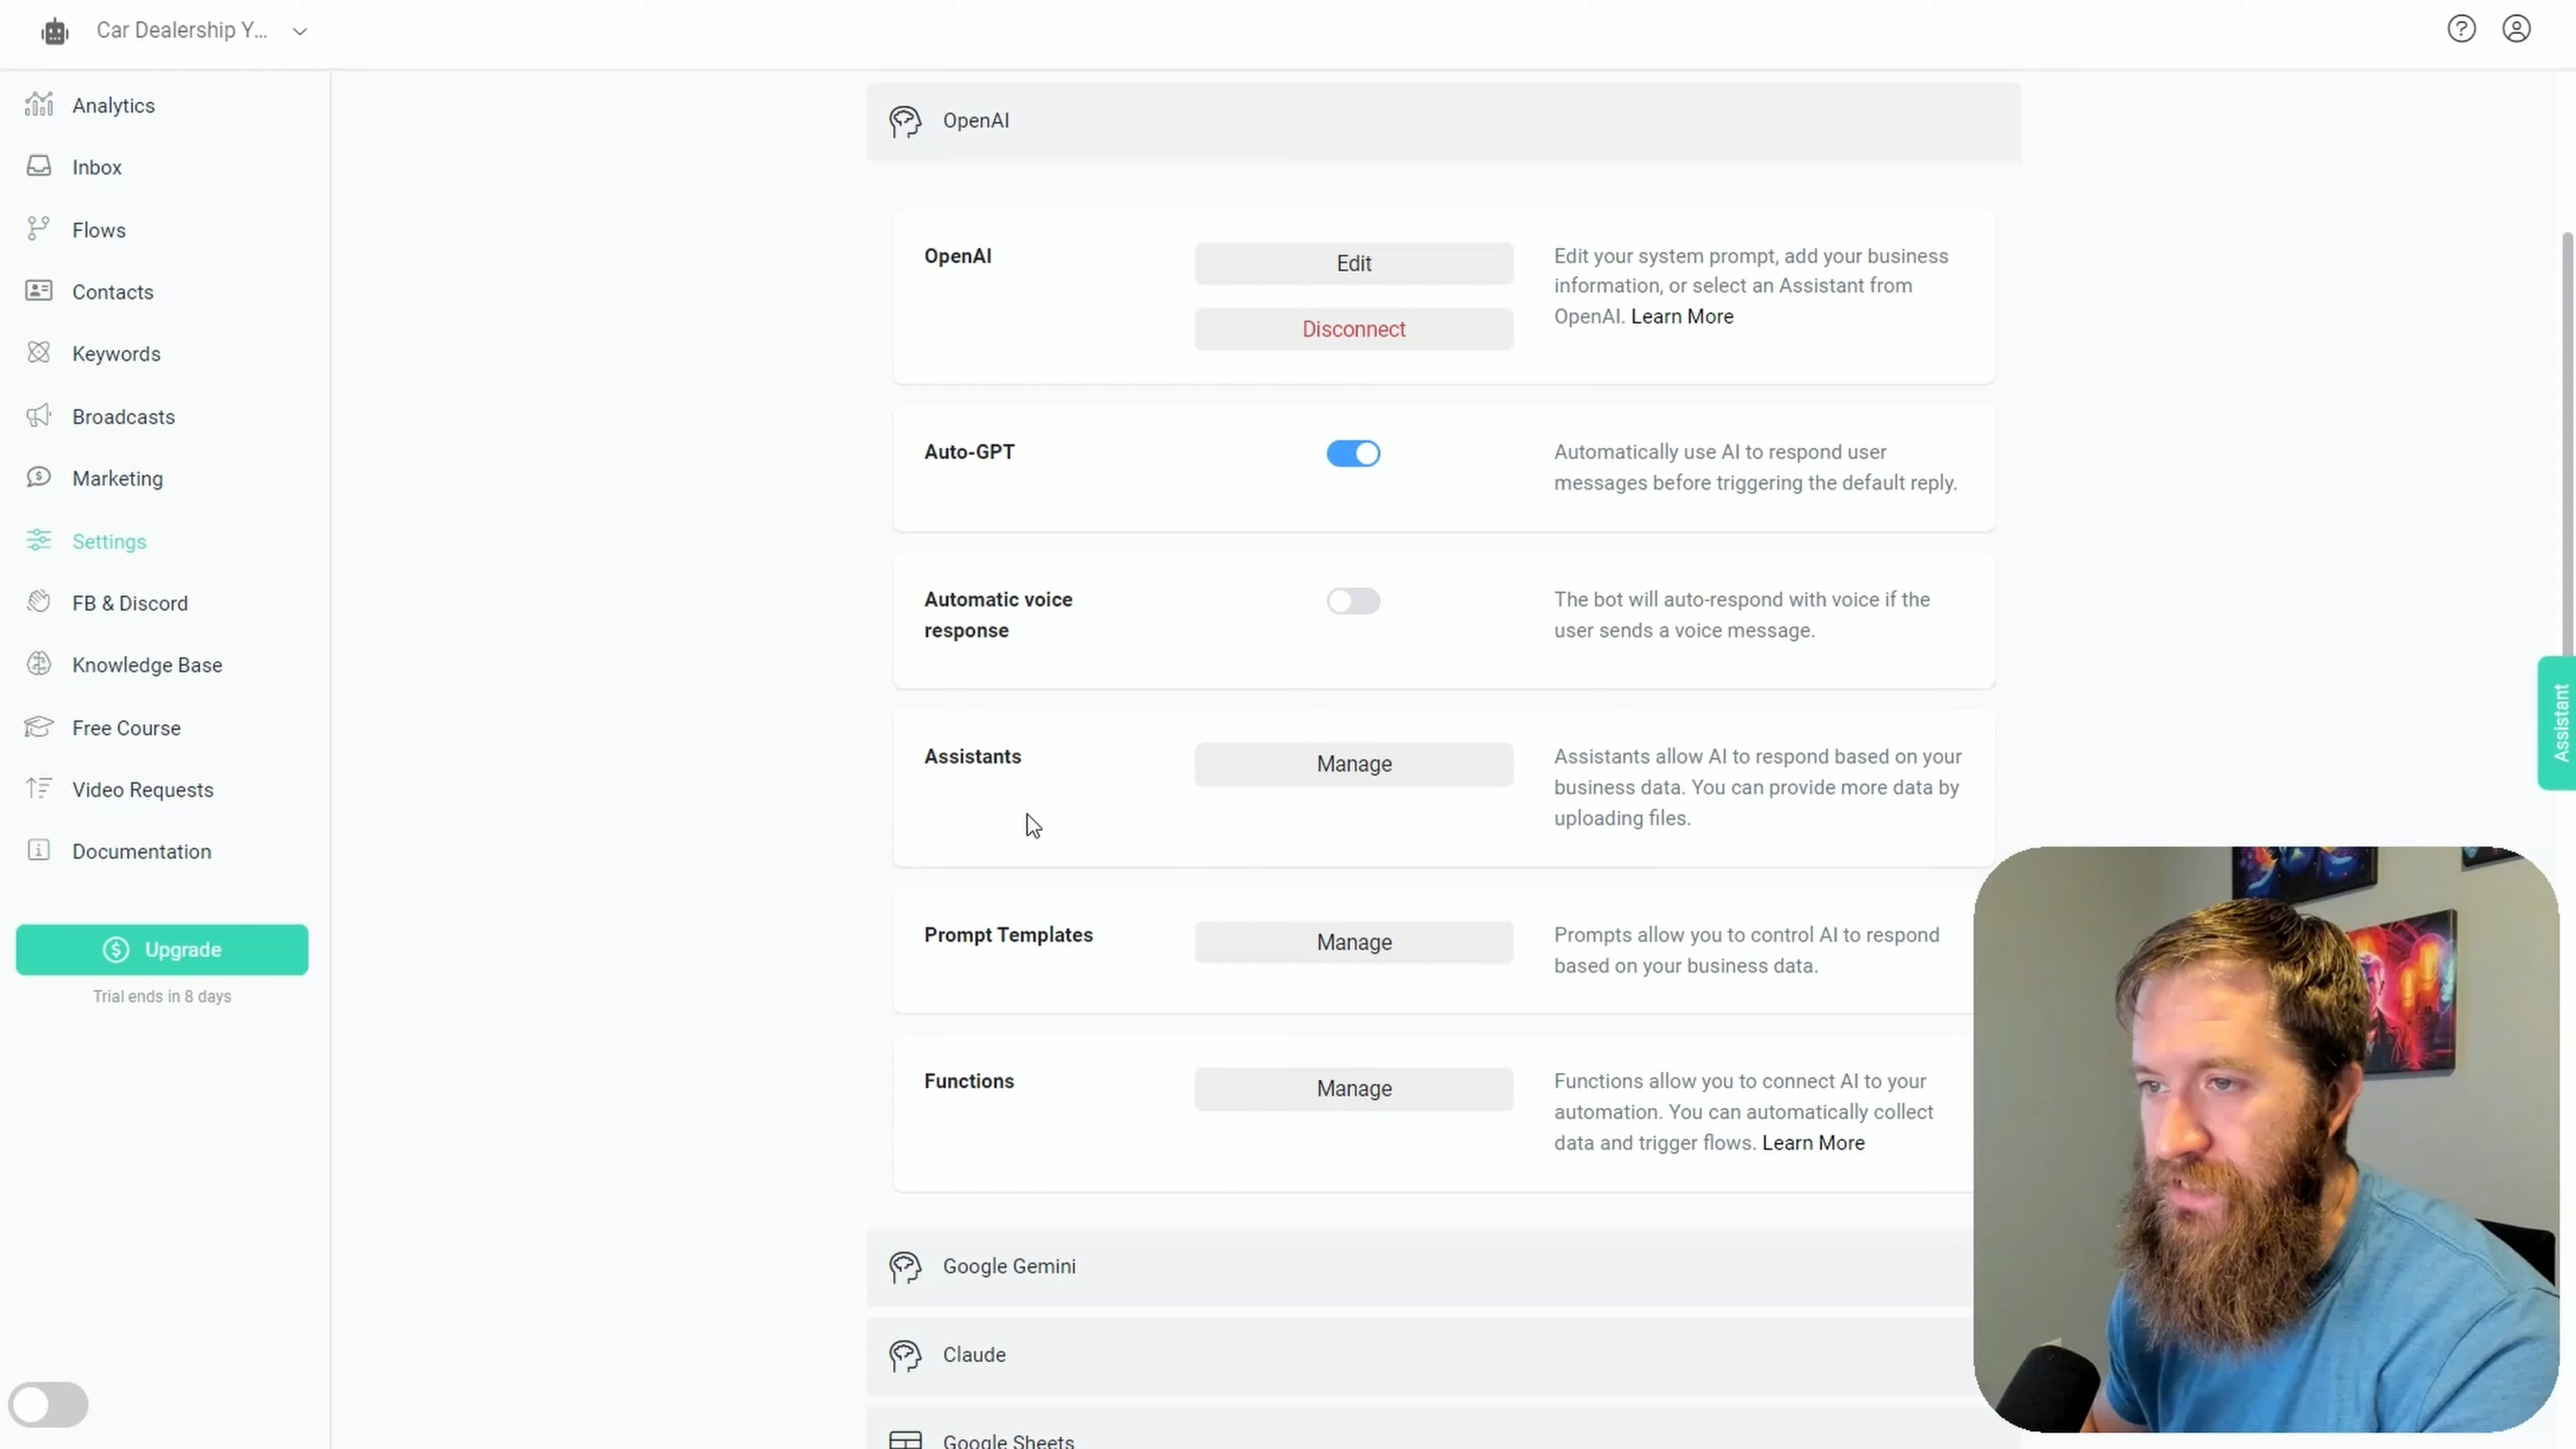 Car Dealership Y...
Analytics
Inbox
Flows
Contacts
Keywords
Broadcasts
Marketing
Settings
FB & Discord
Knowledge Base
Free Course
Video Requests
Documentation
Upgrade
Trial ends in 8 days
OpenAI
OpenAI
Edit
Disconnect
Edit your system prompt, add your business
information, or select an Assistant from
OpenAI. Learn More
Auto-GPT
Automatically use AI to respond user
messages before triggering the default reply.
Automatic voice
response
The bot will auto-respond with voice if the
user sends a voice message.
Assistants
Manage
Assistants allow AI to respond based on your
business data. You can provide more data by
uploading files.
Prompt Templates
Manage
Prompts allow you to control AI to respond
based on your business data.
Functions
Manage
Functions allow you to connect AI to your
automation. You can automatically collect
data and trigger flows. Learn More
Google Gemini
Claude
Google Sheets
Assistant